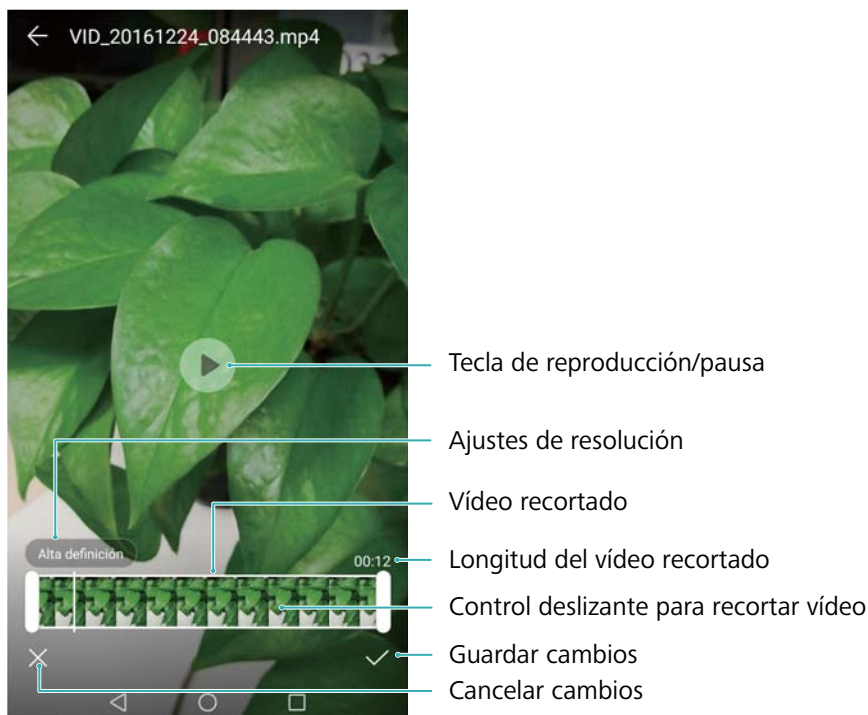 VID_20161224_084443.mp4
Tecla de reproducción/pausa
Ajustes de resolución
Vídeo recortado
Alta definición
00:12
Longitud del vídeo recortado
Control deslizante para recortar vídeo
Guardar cambios
Cancelar cambios